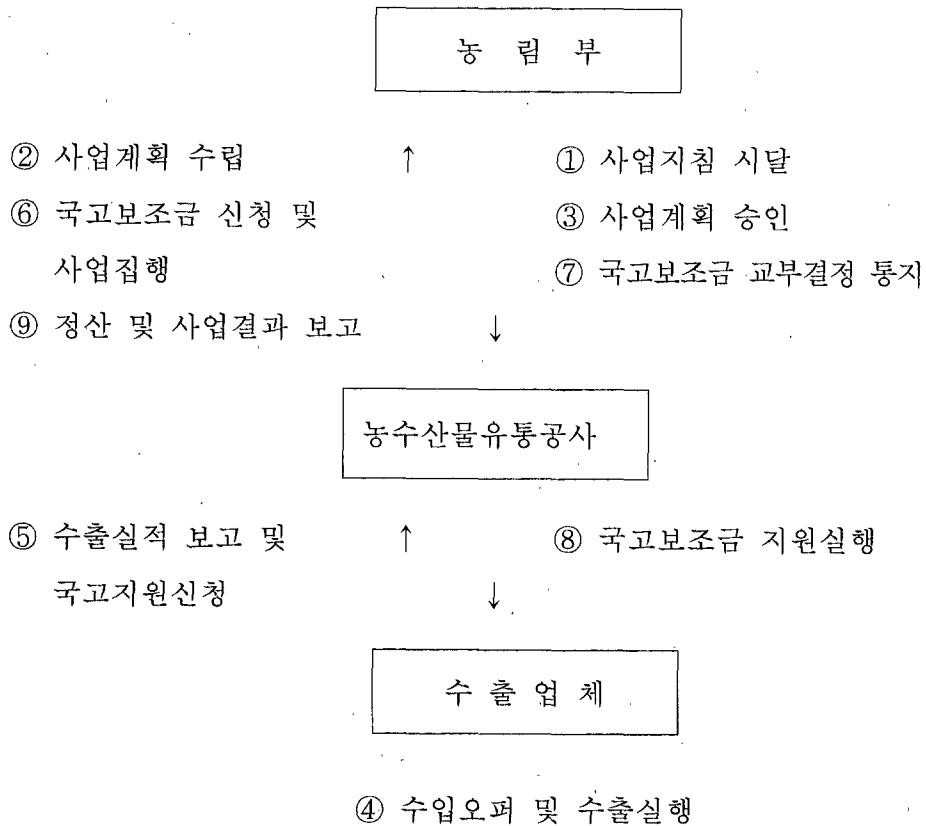 농 림 부
② 사업계획 수립 ↑ ① 사업지침 시달
⑥ 국고보조금 신청 및 ③ 사업계획 승인
사업집행 ⑦ 국고보조금 교부결정 통지
⑨ 정산 및 사업결과 보고 ↓
농수산물유통공사
⑤ 수출실적 보고 및 ↑ ⑧ 국고보조금 지원실행
국고지원신청 ↓
수 출 업 체
④ 수입오퍼 및 수출실행